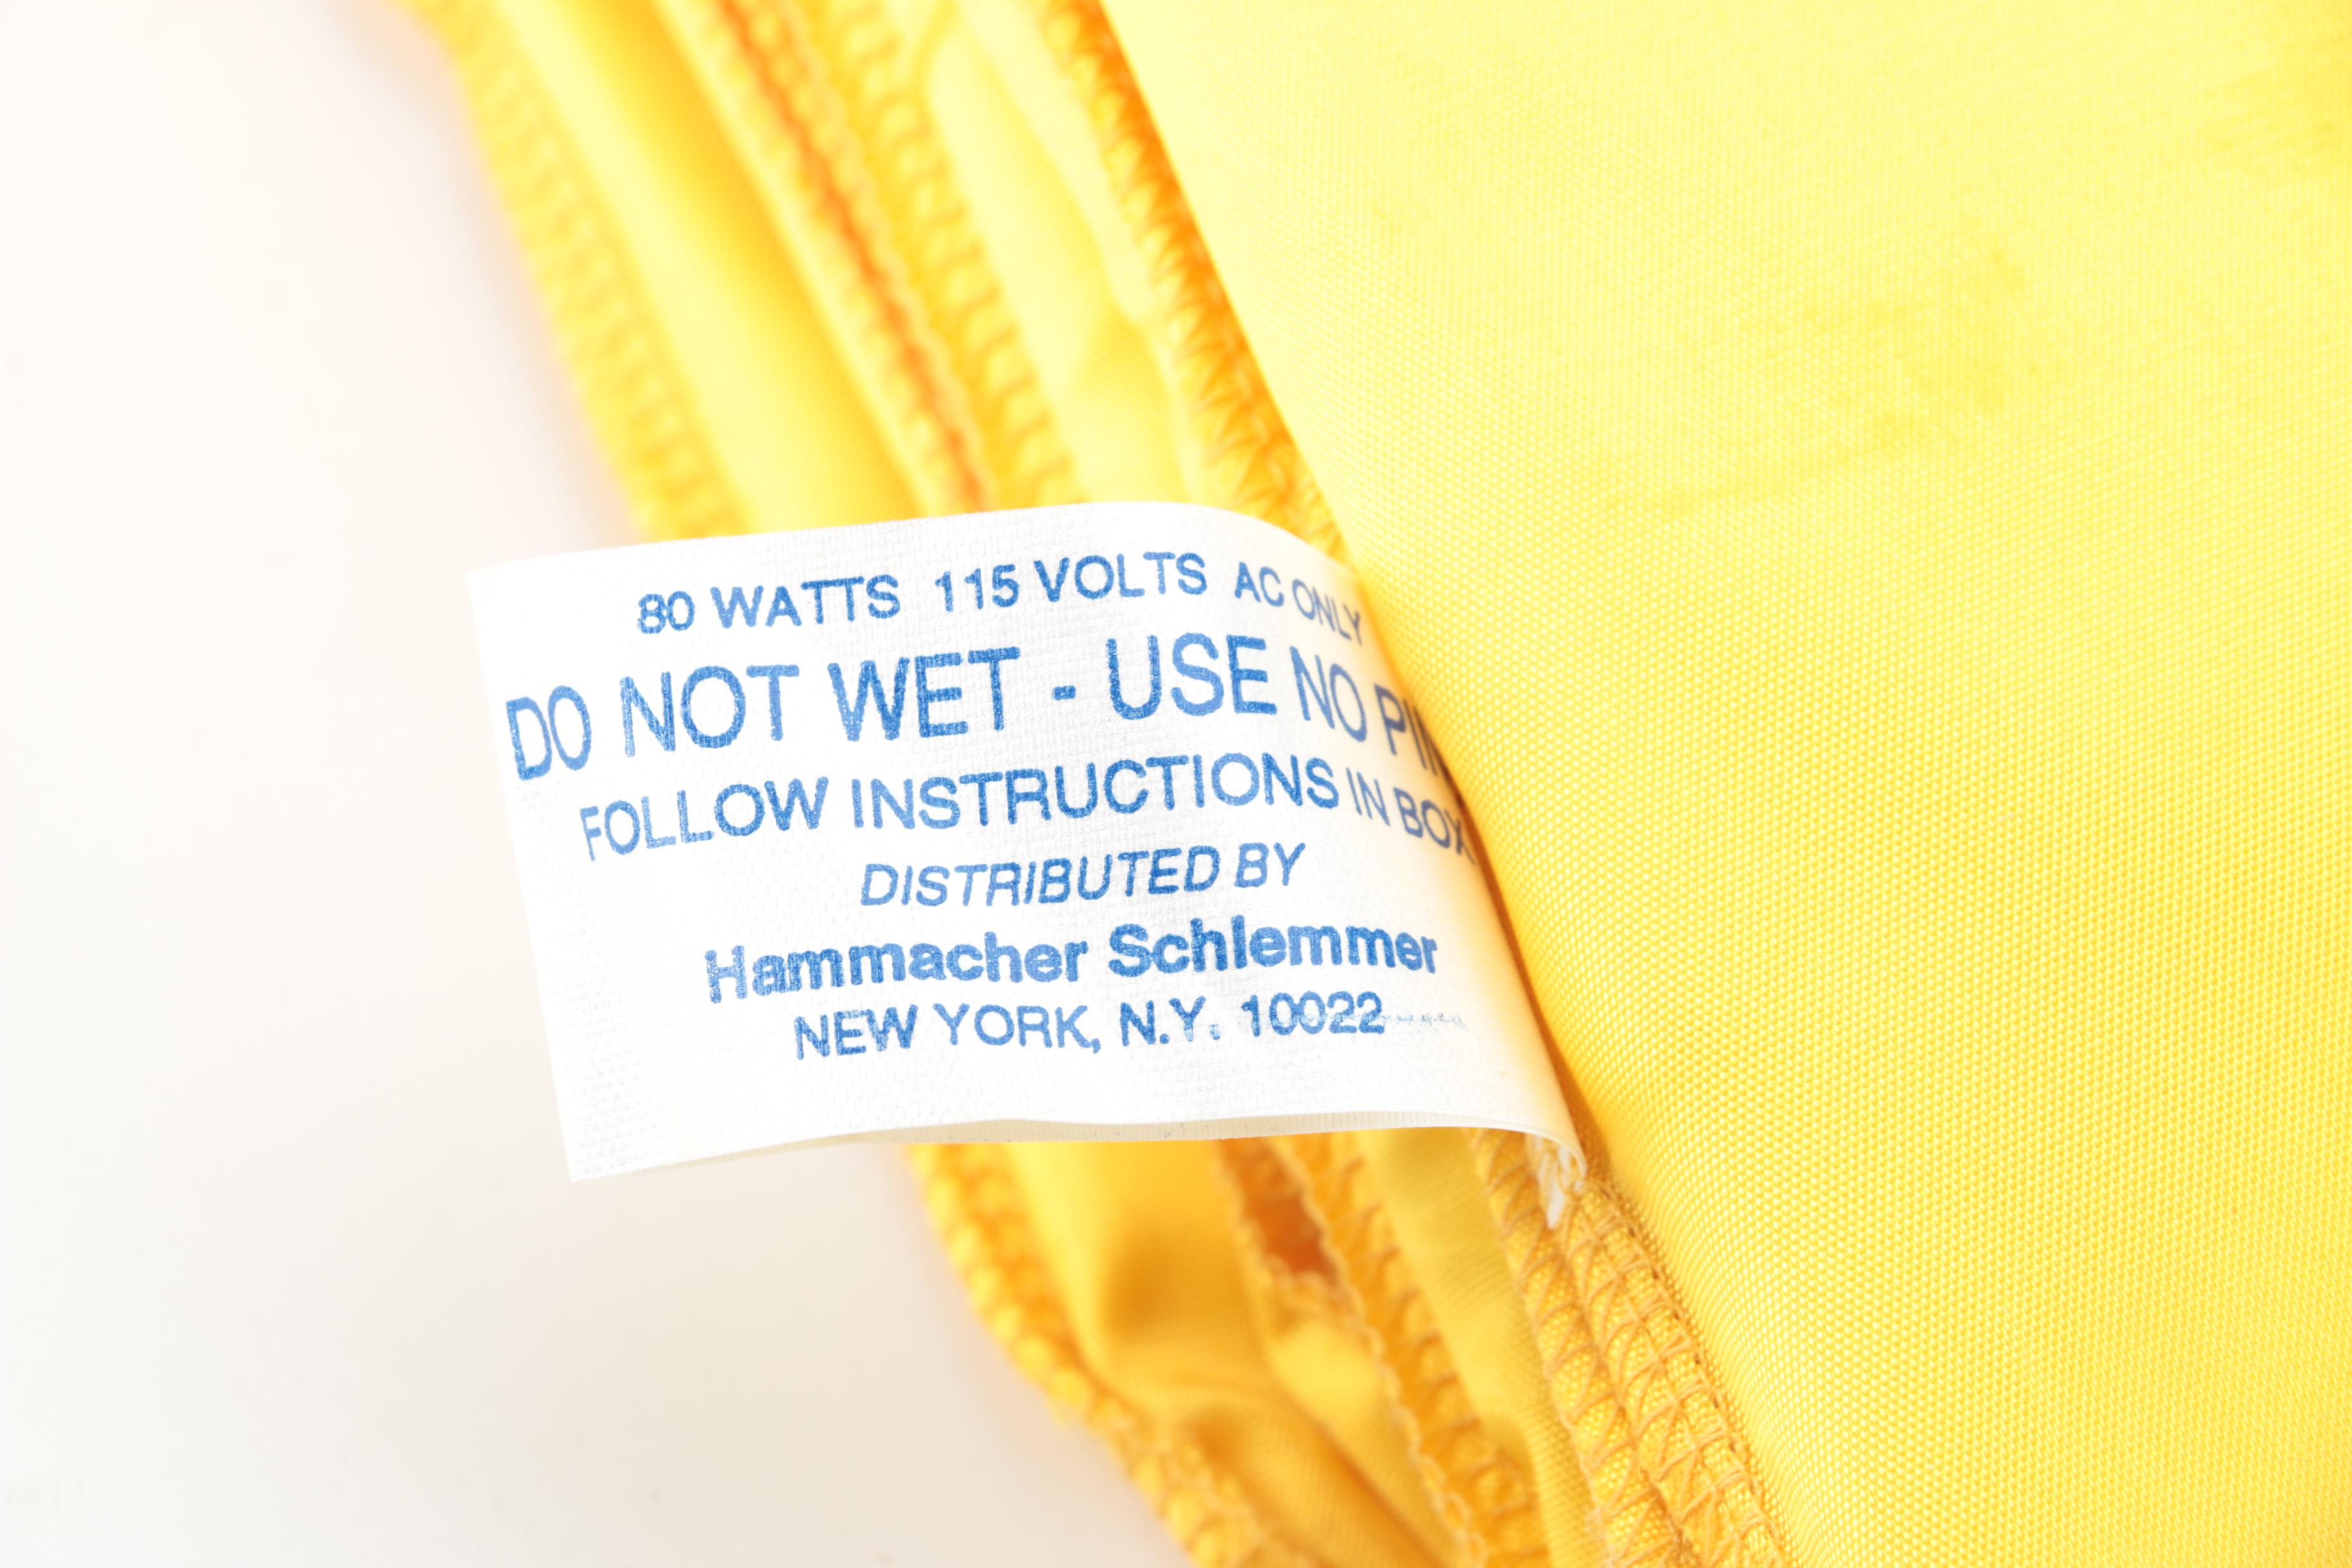 80 WATTS 115 VOLTS AC ONLY
DO NOT WET - USE NO
FOLLOW INSTRUCTIONS IN BOX
DISTRIBUTED BY
Hammacher Schlemmer
NEW YORK, N.Y. 10022